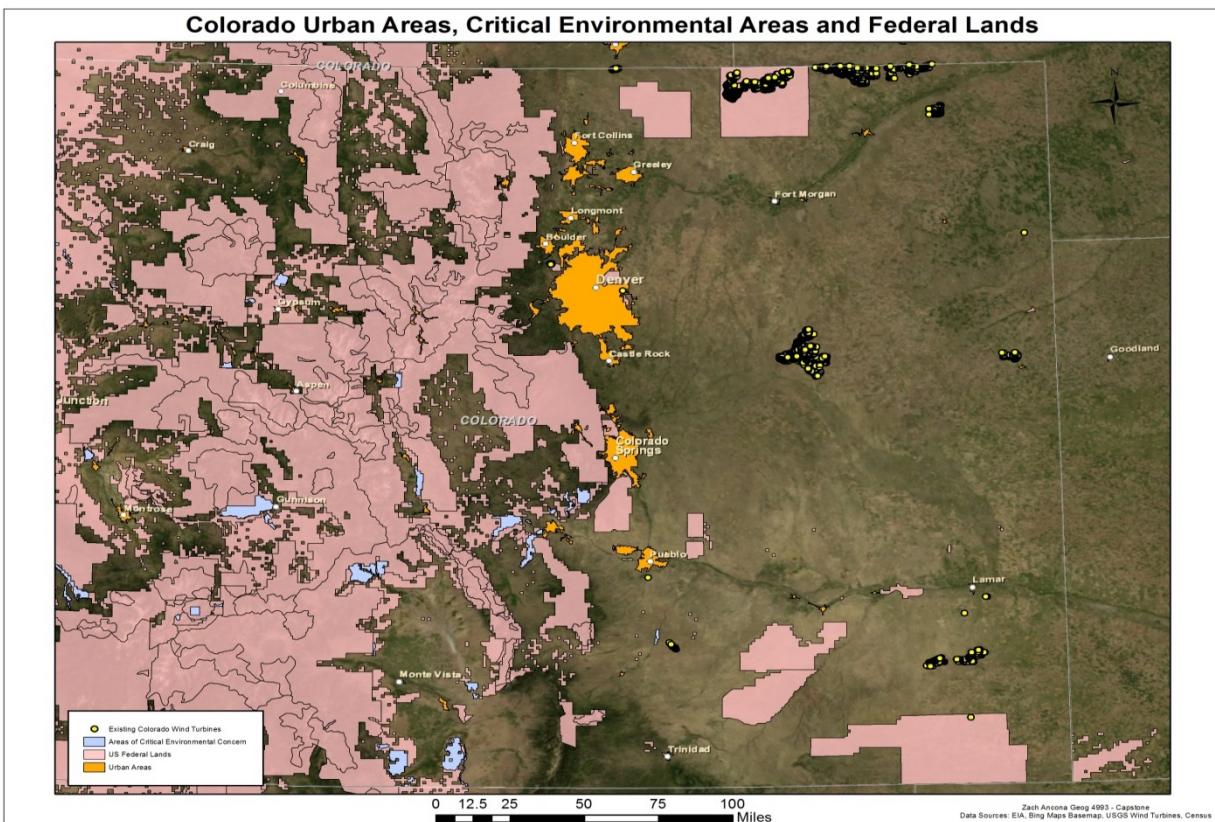 Colorado Urban Areas, Critical Environmental Areas and Federal Lands
COLORADO
Columbine
N
Craig
Fort Collins
Greeley
Fort Morgan
Longmont
Boulder
Denver
Gypsum
Castle Rock
Goodland
Aspen
Junction
COLORADO
Colorado
Springs
Gunnison
Montrose
Pueblo
Lamar
Monte Vista
Trinidad
Existing Colorado Wind Turbines
Areas of Critical Environmental Concern
US Federal Lands
Urban Areas
0 12.5 25 50 75 100
Miles
Zach Ancona Geog 4993 - Capstone
Data Sources: EIA, Bing Maps Basemap, USGS Wind Turbines, Census